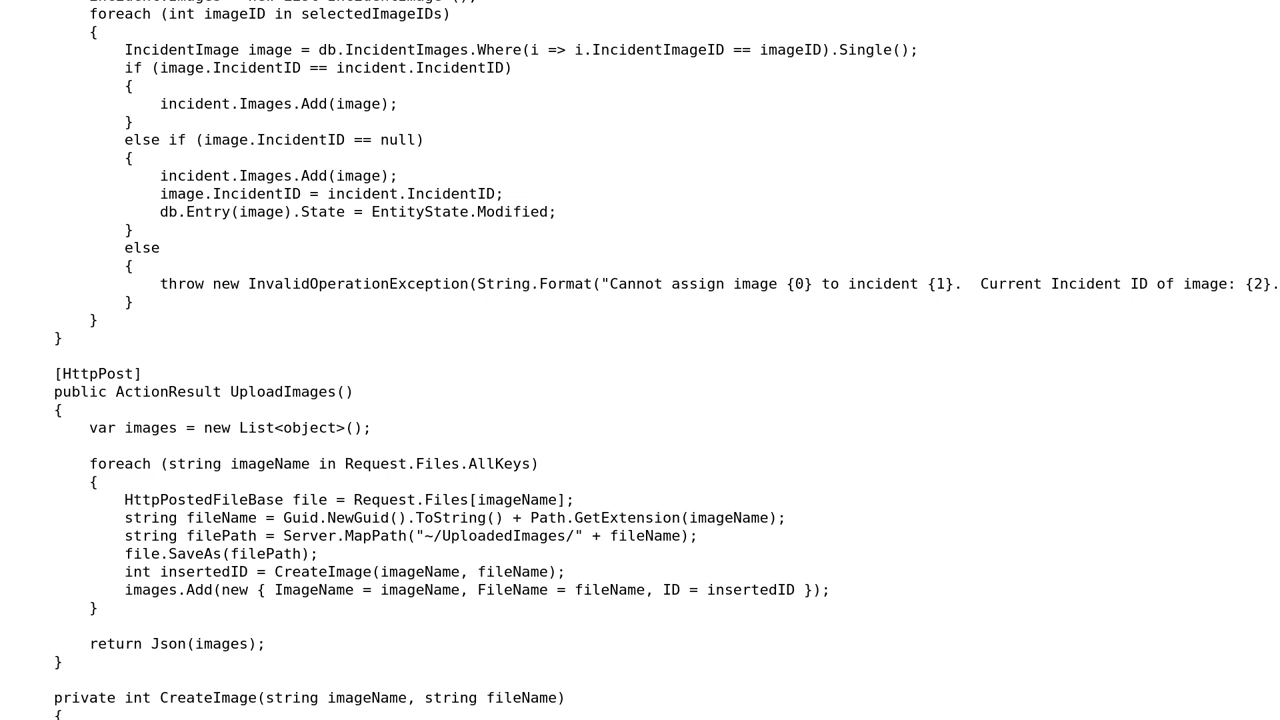 foreach (int imageID in selectedImageIDs)
{
IncidentImage image = db.IncidentImages.Where(i => i.IncidentImageID == imageID).Single();
if (image.IncidentID == incident.IncidentID)
{
incident.Images.Add(image);
}
else if (image.IncidentID == null)
{
incident.Images.Add(image);
image.IncidentID = incident.IncidentID;
db.Entry(image).State = EntityState.Modified;
}
else
{
throw new InvalidOperationException(String.Format("Cannot assign image {0} to incident {1}.  Current Incident ID of image: {2}.
}
}
}
[HttpPost]
public ActionResult UploadImages()
{
var images = new List<object>();
foreach (string imageName in Request.Files.AllKeys)
{
HttpPostedFileBase file = Request.Files[imageName];
string fileName = Guid.NewGuid().ToString() + Path.GetExtension(imageName);
string filePath = Server.MapPath("~/UploadedImages/" + fileName);
file.SaveAs(filePath);
int insertedID = CreateImage(imageName, fileName);
images.Add(new { ImageName = imageName, FileName = fileName, ID = insertedID });
}
return Json(images);
}
private int CreateImage(string imageName, string fileName)
{